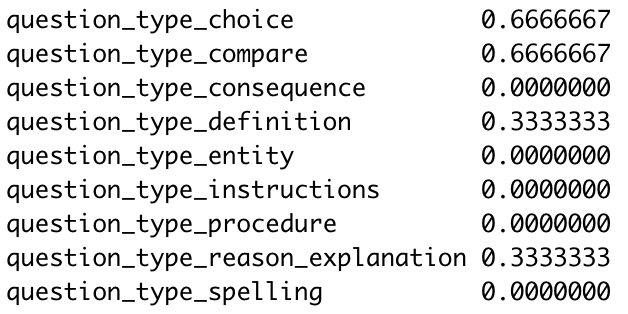 question_type_choice 0.6666667
question_type_compare 0.6666667
question_type_consequence 0.0000000
question_type_definition 0.3333333
question_type_entity 0.0000000
question_type_instructions 0.0000000
question_type_procedure 0.0000000
question_type_reason_explanation 0.3333333
question_type_spelling 0.0000000